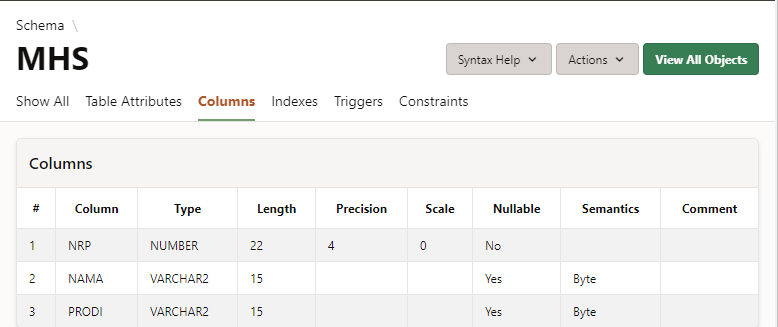 Schema \
MHS
Syntax Help Actions View All Objects
Show All Table Attributes Columns Indexes Triggers Constraints
Columns
# Column Type Length Precision Scale Nullable Semantics Comment
1 NRP NUMBER 22 4 0 No
2 NAMA VARCHAR2 15 Yes Byte
3 PRODI VARCHAR2 15 Yes Byte